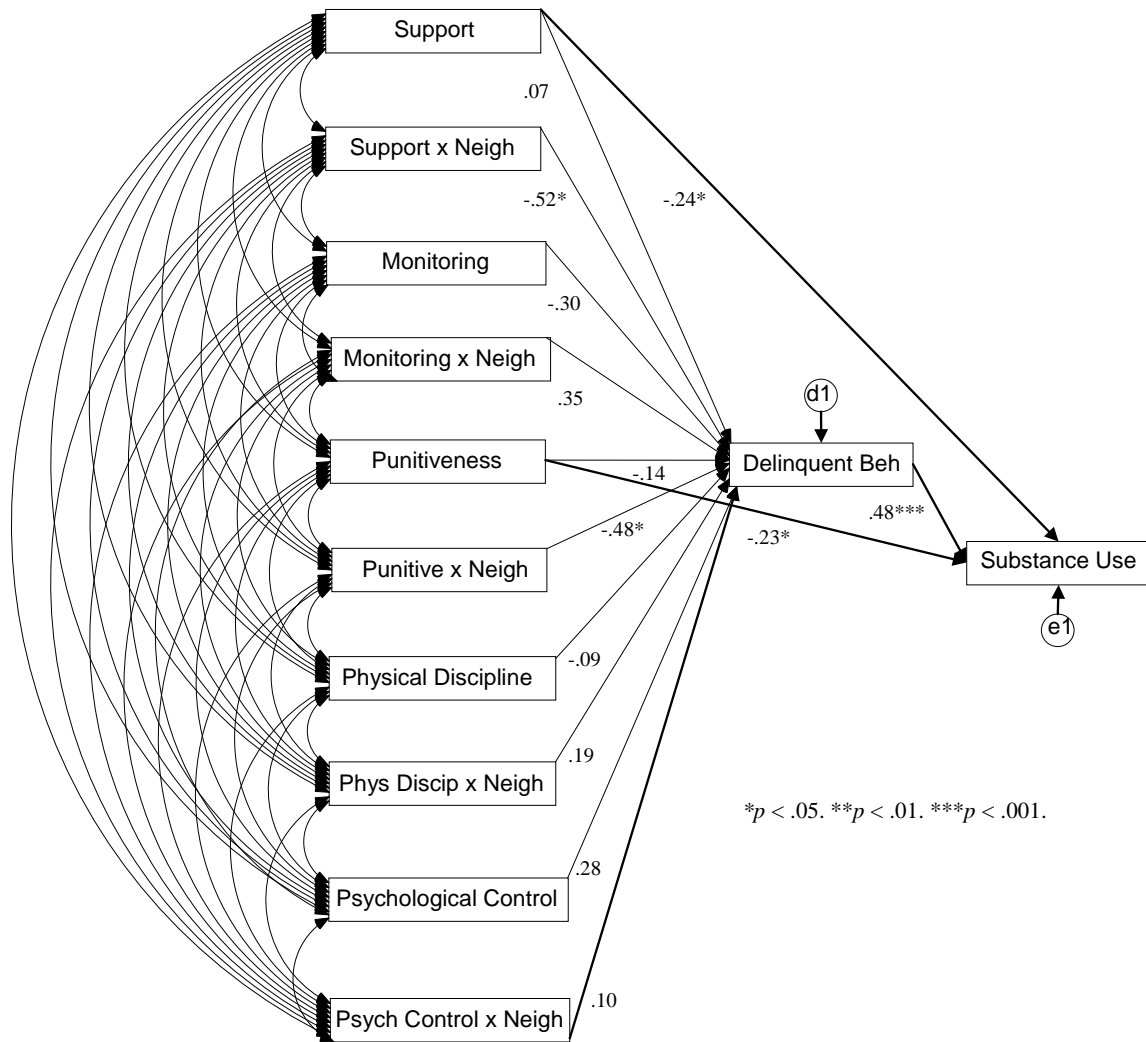 Support
.07
Support x Neigh
-.52*
-.24*
Monitoring
-.30
Monitoring x Neigh
.35
d1
Punitiveness
-.14
Delinquent Beh
.48***
Punitive x Neigh
-.48*
-.23*
Substance Use
e1
Physical Discipline
-.09
Phys Discip x Neigh
.19
*p < .05. **p < .01. ***p < .001.
Psychological Control
.28
Psych Control x Neigh
.10